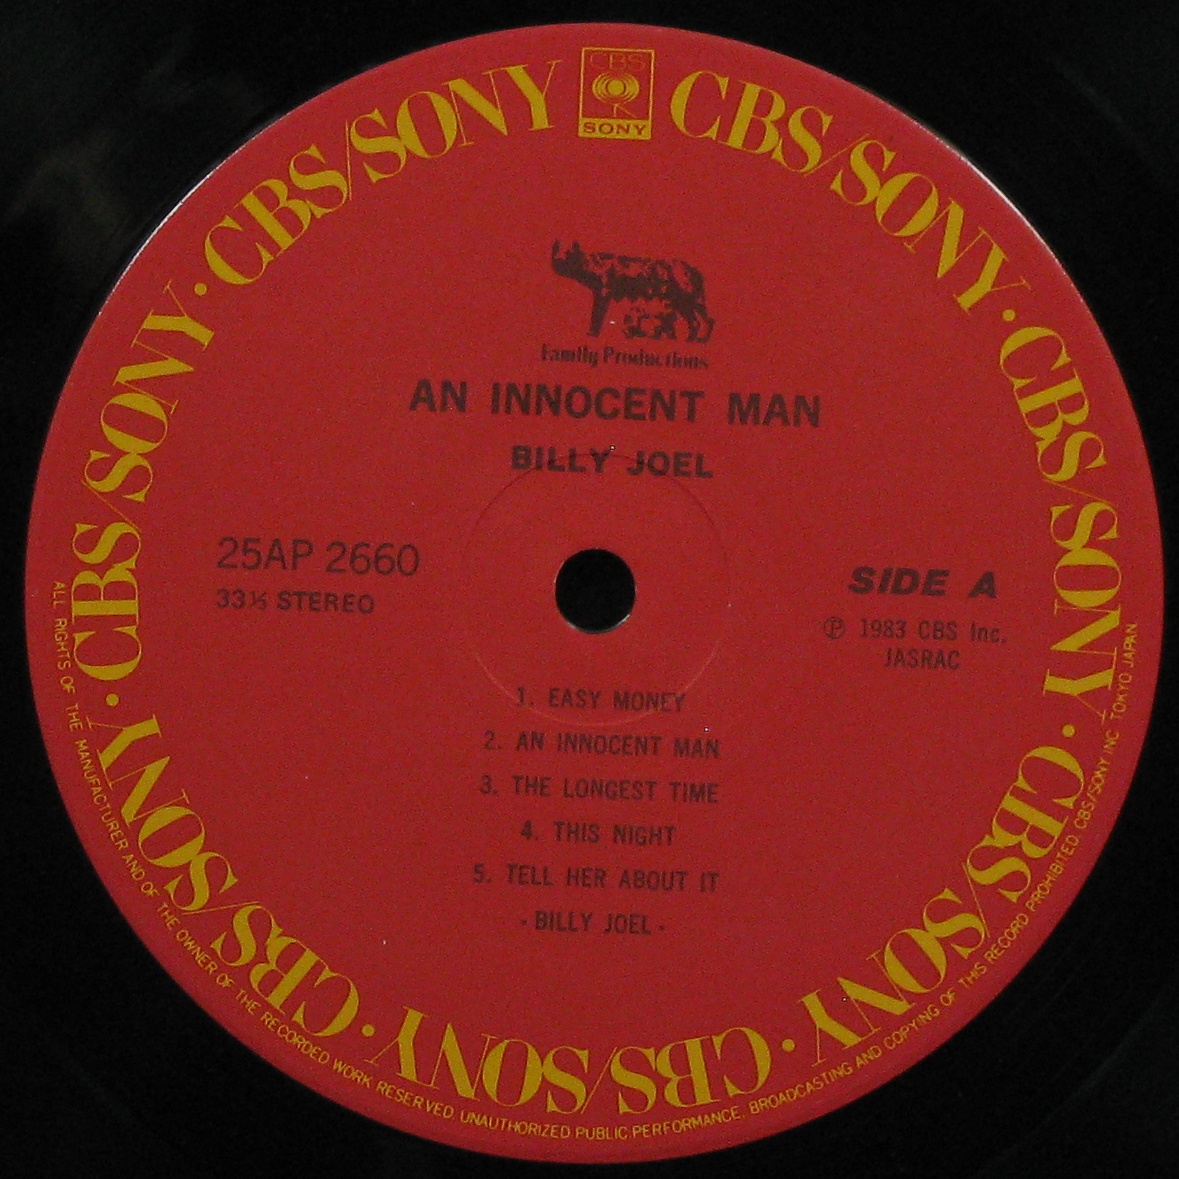 CBS
SONY
CBS/SONY · CBS/SONY · CBS/SONY · CBS/SONY · CBS/SONY · CBS/SONY · CBS/SONY · CBS/SONY
Family Productions
AN INNOCENT MAN
BILLY JOEL
25AP 2660
33⅓ STEREO
SIDE A
Ⓟ 1983 CBS Inc.
JASRAC
1. EASY MONEY
2. AN INNOCENT MAN
3. THE LONGEST TIME
4. THIS NIGHT
5. TELL HER ABOUT IT
- BILLY JOEL -
ALL RIGHTS OF THE MANUFACTURER AND OF THE OWNER OF THE RECORDED WORK RESERVED. UNAUTHORIZED PUBLIC PERFORMANCE, BROADCASTING AND COPYING OF THIS RECORD PROHIBITED. CBS/SONY INC. TOKYO JAPAN.